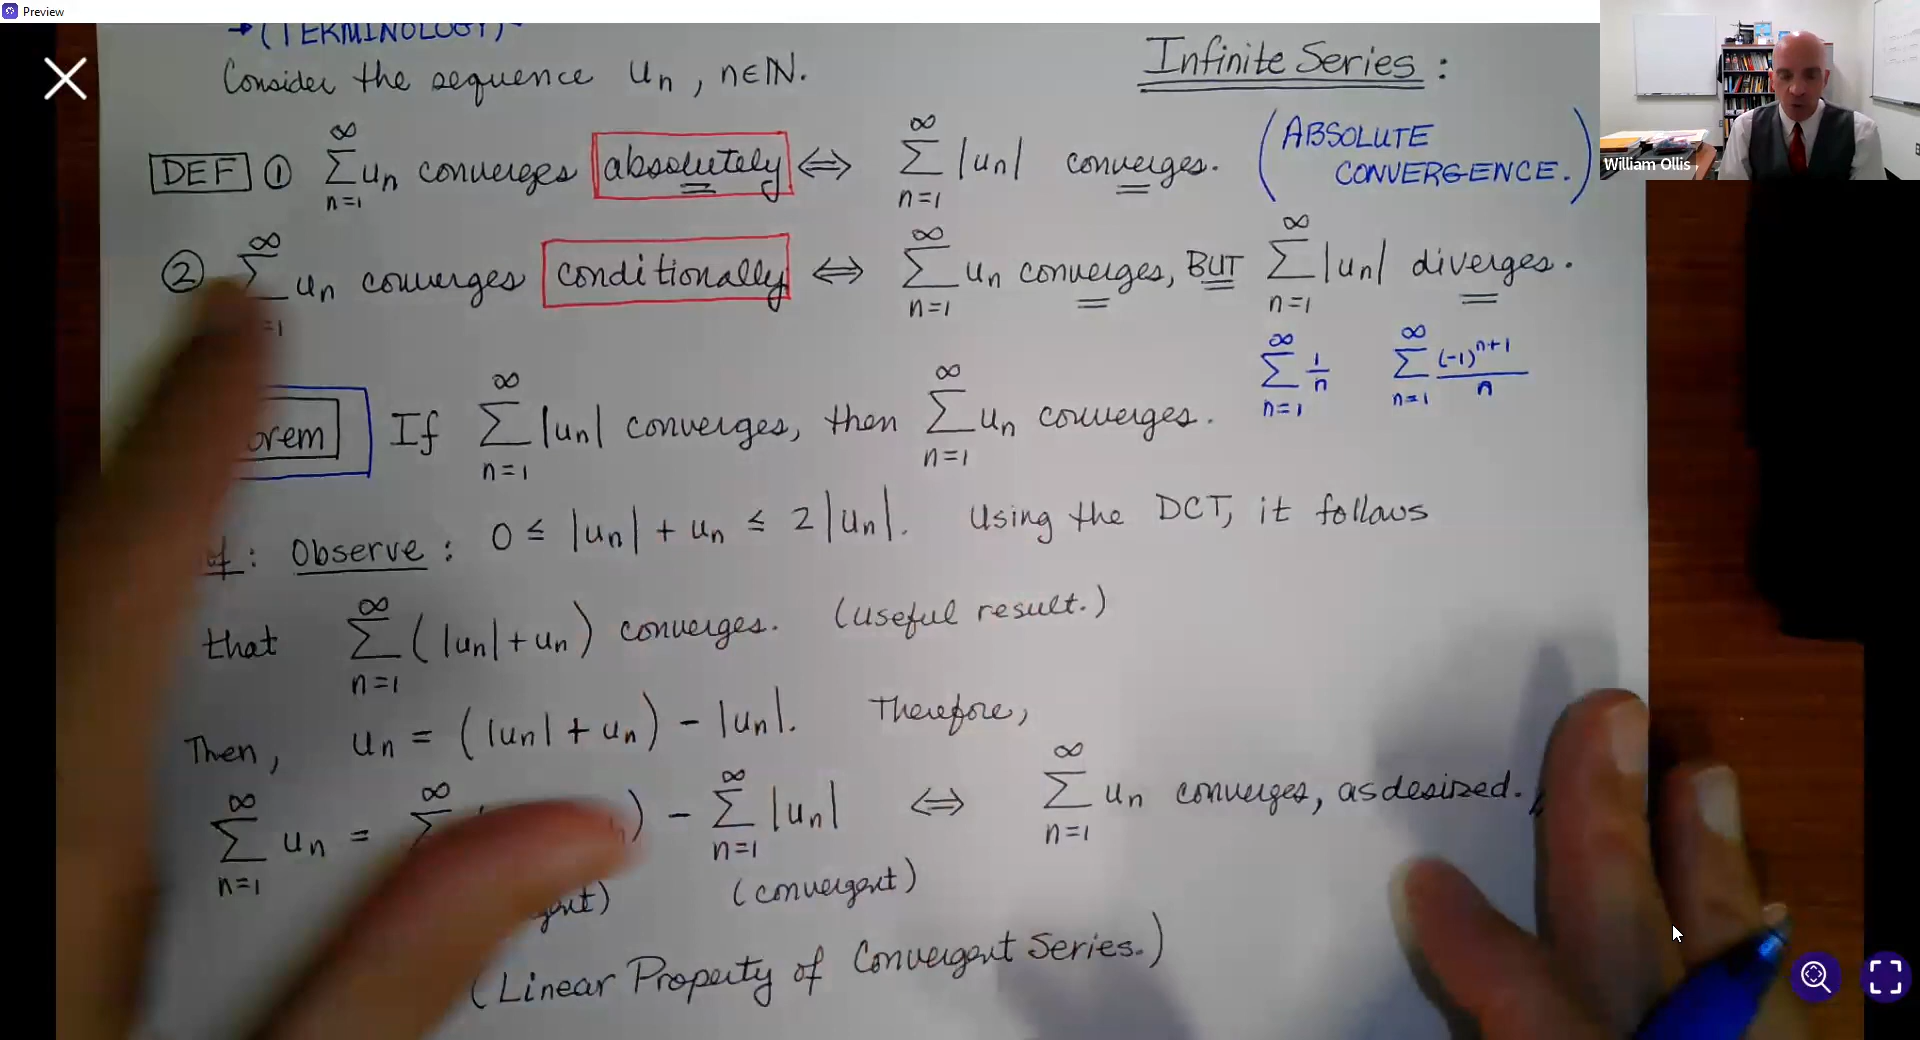 Preview
→ (TERMINOLOGY)
Consider the sequence uₙ , n∈ℕ.
Infinite Series :
William Ollis
DEF ① ∑_{n=1}^{∞} uₙ converges absolutely ⇔ ∑_{n=1}^{∞} |uₙ| converges. (ABSOLUTE CONVERGENCE.)
② ∑_{n=1}^{∞} uₙ converges conditionally ⇔ ∑_{n=1}^{∞} uₙ converges, BUT ∑_{n=1}^{∞} |uₙ| diverges.
∑_{n=1}^{∞} 1/n ∑_{n=1}^{∞} (-1)^{n+1}/n
orem If ∑_{n=1}^{∞} |uₙ| converges, then ∑_{n=1}^{∞} uₙ converges.
f : Observe : 0 ≤ |uₙ| + uₙ ≤ 2|uₙ|. Using the DCT, it follows
that ∑_{n=1}^{∞} (|uₙ| + uₙ) converges. (useful result.)
Then, uₙ = (|uₙ| + uₙ) - |uₙ|. Therefore,
∑_{n=1}^{∞} uₙ = ∑ ) - ∑_{n=1}^{∞} |uₙ| ⇔ ∑_{n=1}^{∞} uₙ converges, as desired.
gent) (convergent)
(Linear Property of Convergent Series.)